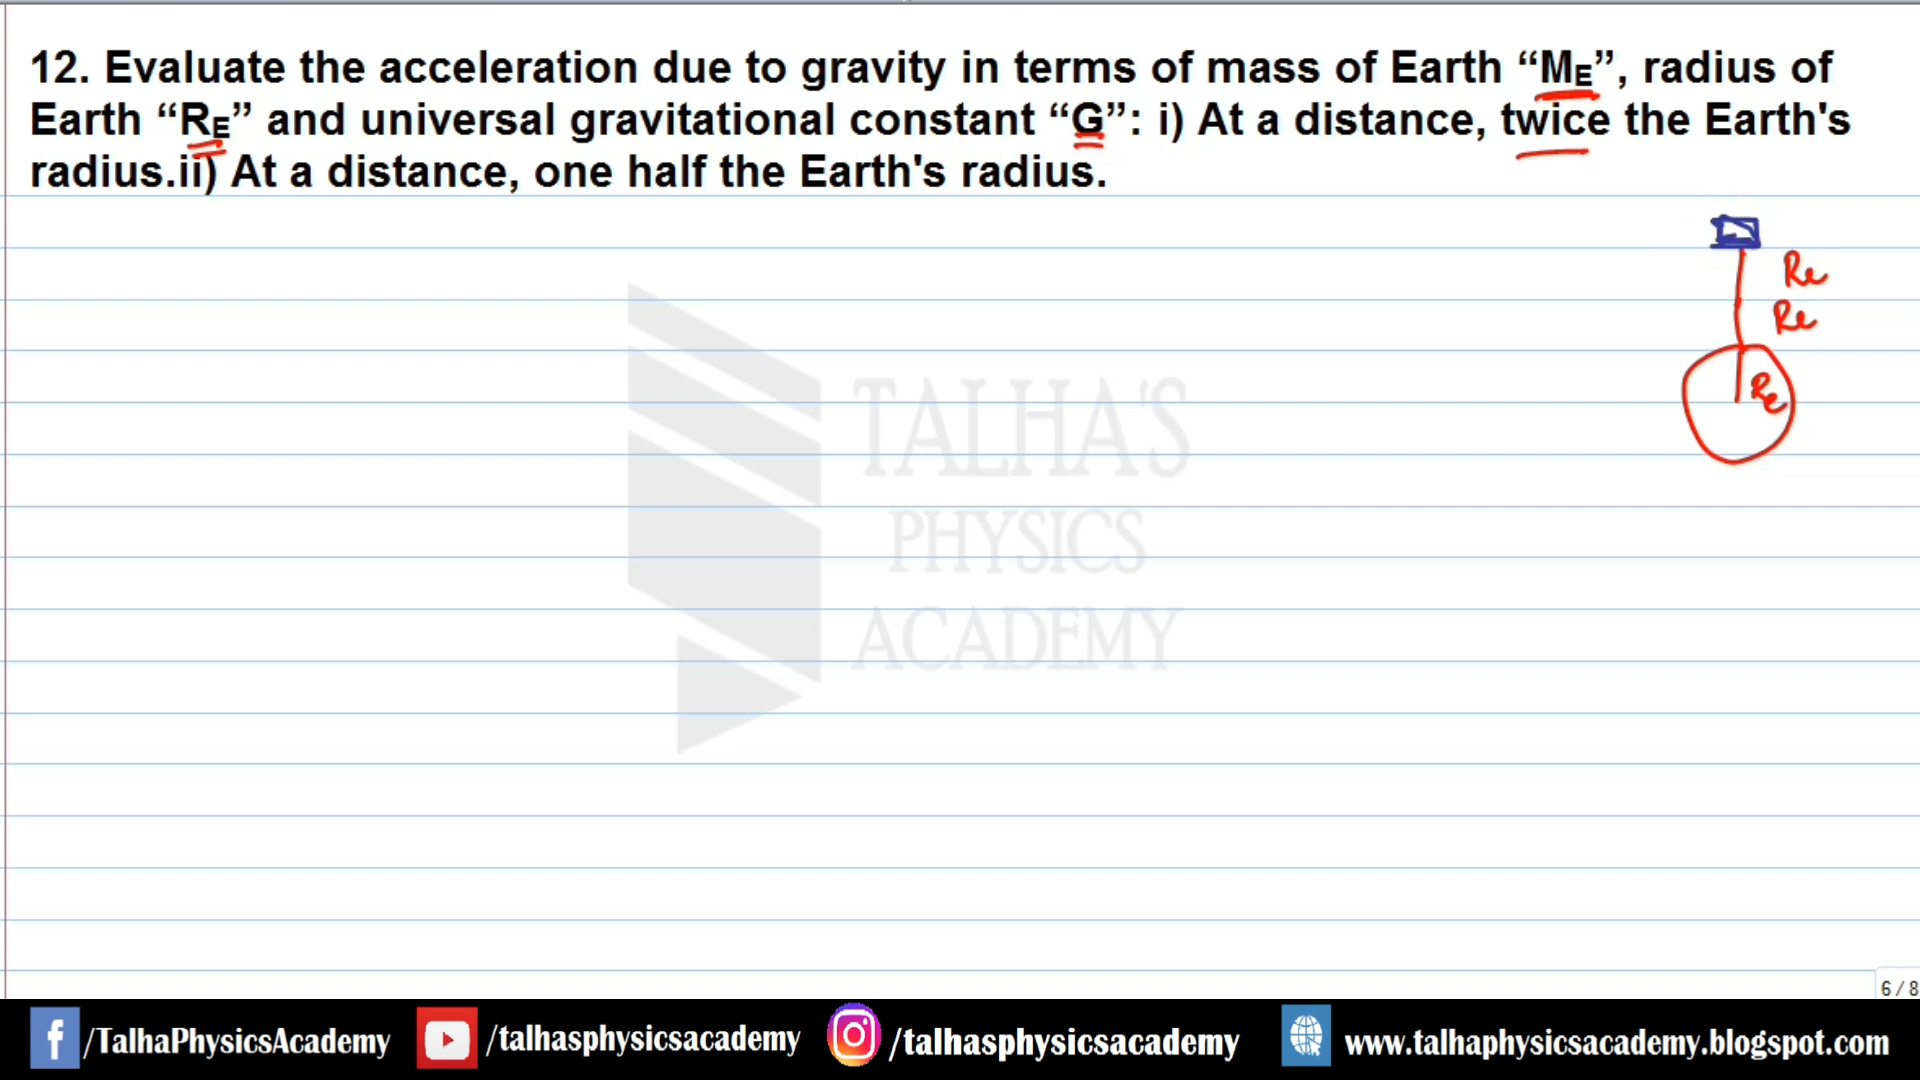 12. Evaluate the acceleration due to gravity in terms of mass of Earth “ME”, radius of
Earth “RE” and universal gravitational constant “G”: i) At a distance, twice the Earth's
radius.ii) At a distance, one half the Earth's radius.
Re
Re
Re
TALHA'S
PHYSICS
ACADEMY
6 / 8
/TalhaPhysicsAcademy
/talhasphysicsacademy
/talhasphysicsacademy
www.talhaphysicsacademy.blogspot.com